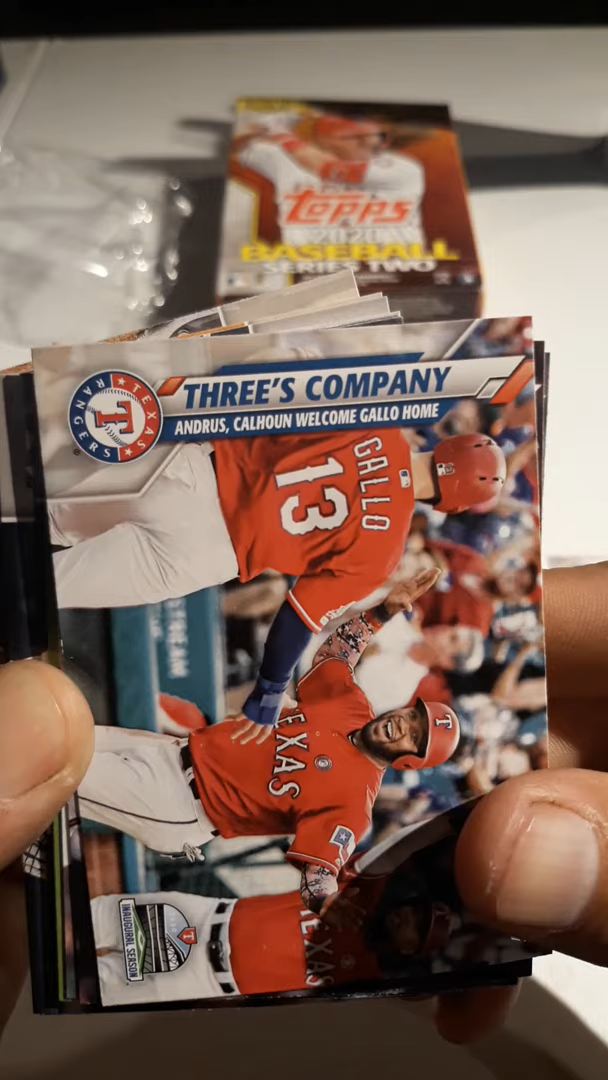 Topps
2020
BASEBALL
SERIES TWO
THREE'S COMPANY
ANDRUS, CALHOUN WELCOME GALLO HOME
TEXAS
T
RANGERS
GALLO
13
STREAM
TEXAS
T
TEXAS
T
INAUGURAL SEASON